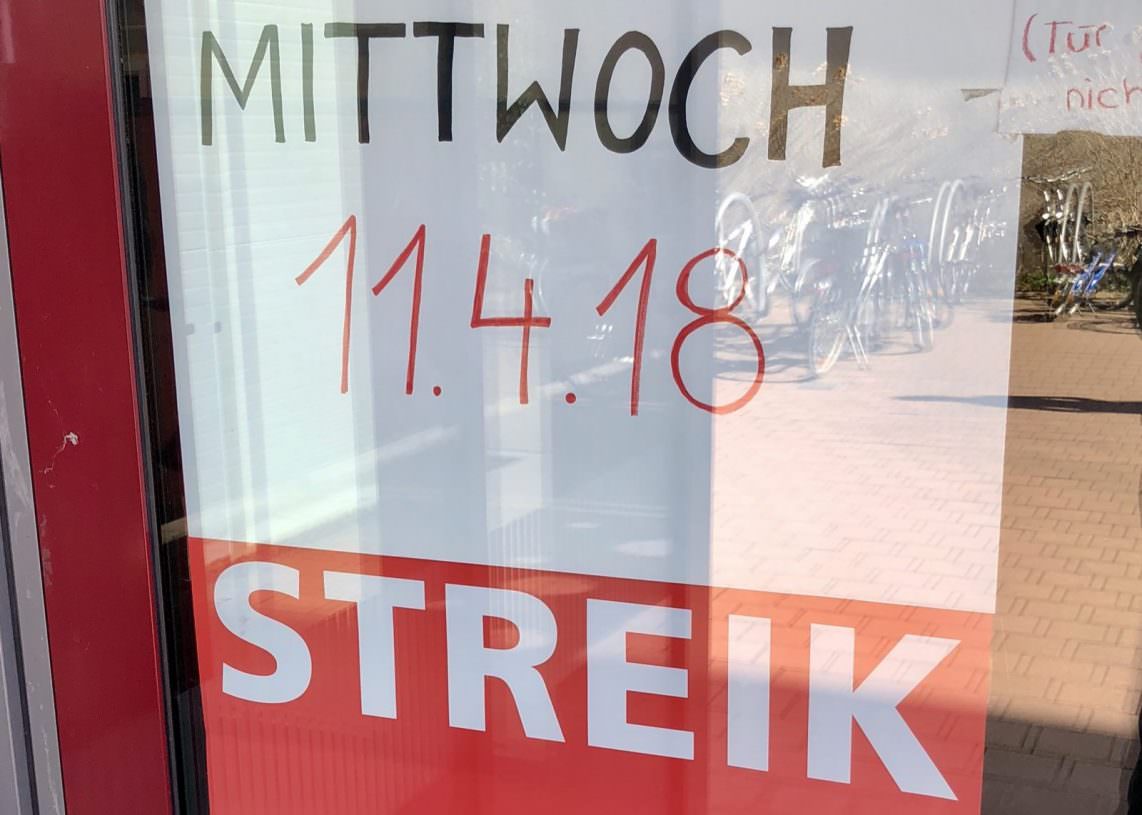 MITTWOCH
11.4.18
STREIK
(Tür
nich